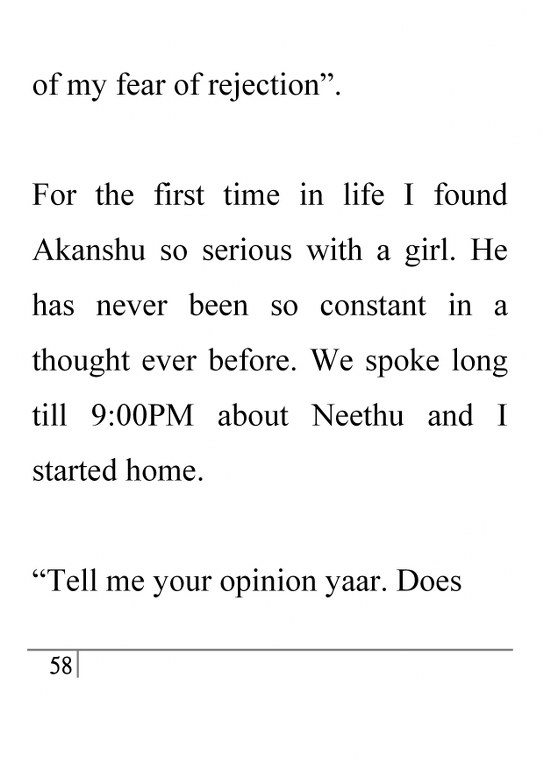 of my fear of rejection”.
For the first time in life I found
Akanshu so serious with a girl. He
has never been so constant in a
thought ever before. We spoke long
till 9:00PM about Neethu and I
started home.
“Tell me your opinion yaar. Does
58